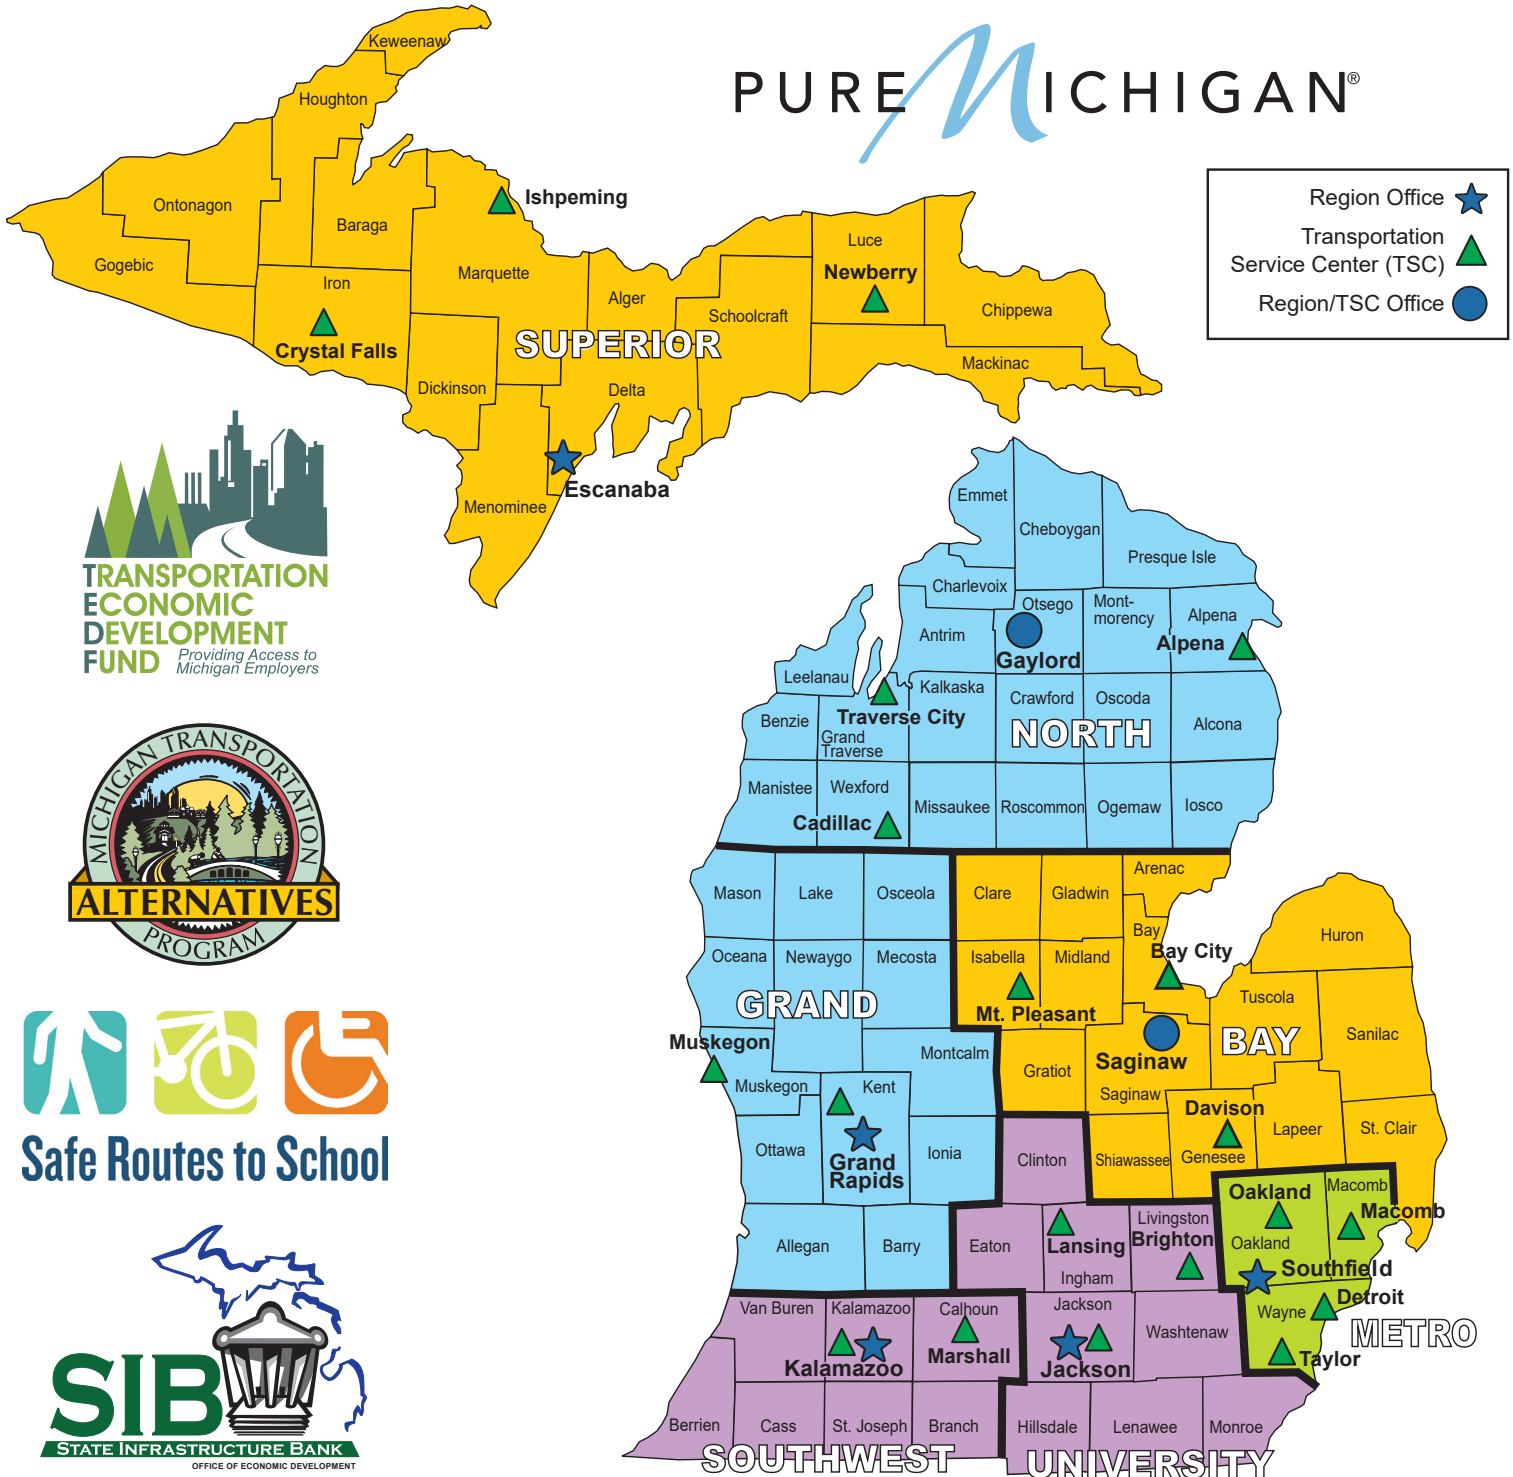 PURE MICHIGAN®
Region Office
Transportation
Service Center (TSC)
Region/TSC Office
Keweenaw
Houghton
Ontonagon
Baraga
Gogebic
Iron
Crystal Falls
Ishpeming
Marquette
Alger
Schoolcraft
Luce
Newberry
Chippewa
Mackinac
SUPERIOR
Dickinson
Delta
Escanaba
Menominee
TRANSPORTATION
ECONOMIC
DEVELOPMENT
FUND
Providing Access to
Michigan Employers
MICHIGAN TRANSPORTATION
ALTERNATIVES
PROGRAM
Safe Routes to School
SIB
STATE INFRASTRUCTURE BANK
OFFICE OF ECONOMIC DEVELOPMENT
Emmet
Cheboygan
Presque Isle
Charlevoix
Otsego
Mont-
morency
Alpena
Alpena
Antrim
Gaylord
Leelanau
Kalkaska
Crawford
Oscoda
Alcona
Benzie
Traverse City
Grand
Traverse
NORTH
Manistee
Wexford
Missaukee
Roscommon
Ogemaw
Iosco
Cadillac
Mason
Lake
Osceola
Clare
Gladwin
Arenac
Bay
Bay City
Huron
Oceana
Newaygo
Mecosta
Isabella
Midland
Tuscola
GRAND
Mt. Pleasant
BAY
Sanilac
Muskegon
Montcalm
Saginaw
Gratiot
Muskegon
Kent
Saginaw
Davison
Lapeer
St. Clair
Ottawa
Grand
Rapids
Ionia
Clinton
Shiawassee
Genesee
Oakland
Macomb
Macomb
Allegan
Barry
Eaton
Lansing
Ingham
Livingston
Brighton
Oakland
Southfield
Van Buren
Kalamazoo
Calhoun
Jackson
Washtenaw
Wayne
Detroit
METRO
Kalamazoo
Marshall
Jackson
Taylor
Berrien
Cass
St. Joseph
Branch
Hillsdale
Lenawee
Monroe
SOUTHWEST
UNIVERSITY